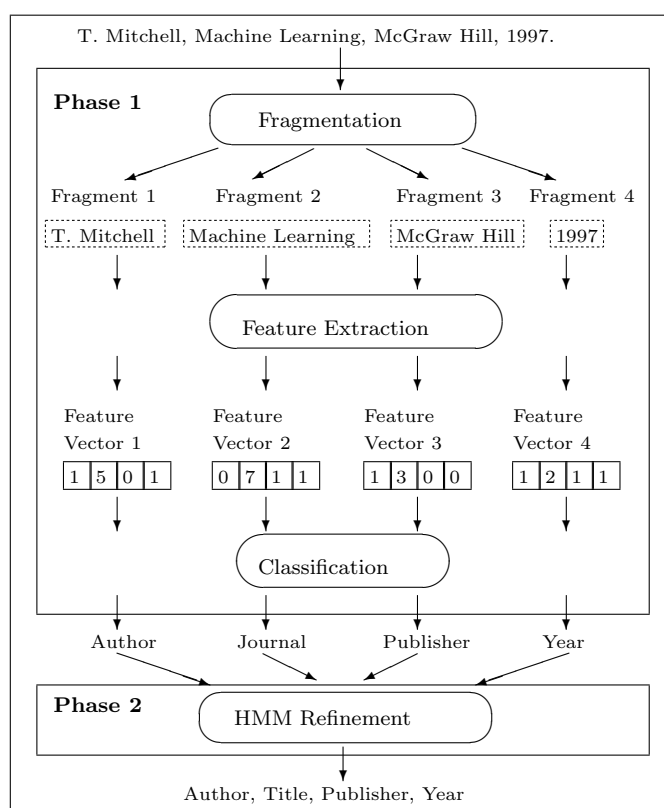 T. Mitchell, Machine Learning, McGraw Hill, 1997.
Phase 1
Fragmentation
Fragment 1 Fragment 2 Fragment 3 Fragment 4
T. Mitchell Machine Learning McGraw Hill 1997
Feature Extraction
Feature Feature Feature Feature
Vector 1 Vector 2 Vector 3 Vector 4
1 5 0 1 0 7 1 1 1 3 0 0 1 2 1 1
Classification
Author Journal Publisher Year
Phase 2
HMM Refinement
Author, Title, Publisher, Year